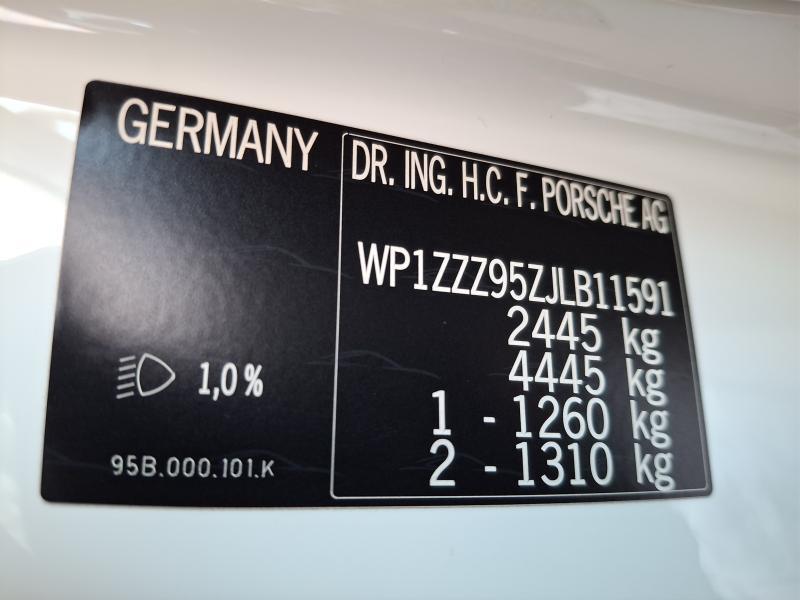 GERMANY
DR. ING. H.C. F. PORSCHE AG
WP1ZZZ95ZJLB11591
2445 kg
4445 kg
1 - 1260 kg
2 - 1310 kg
1,0%
95B.000.101.K